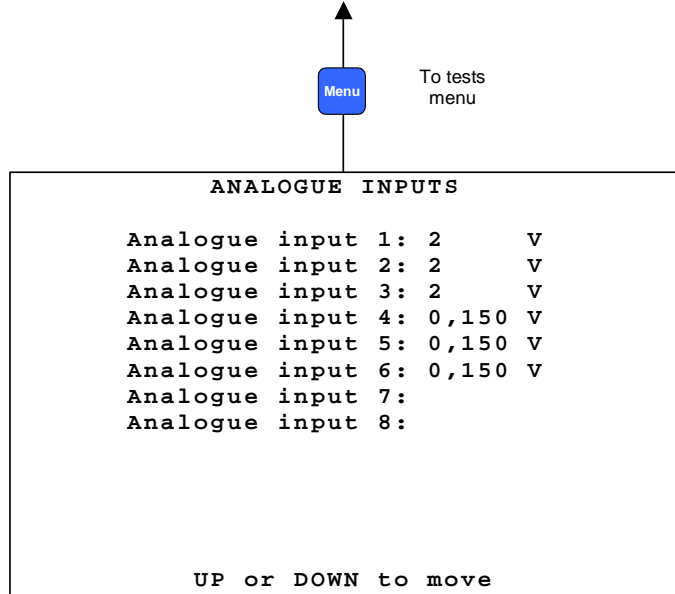 Menu
To tests
menu
ANALOGUE INPUTS
Analogue input 1: 2 V
Analogue input 2: 2 V
Analogue input 3: 2 V
Analogue input 4: 0,150 V
Analogue input 5: 0,150 V
Analogue input 6: 0,150 V
Analogue input 7:
Analogue input 8:
UP or DOWN to move